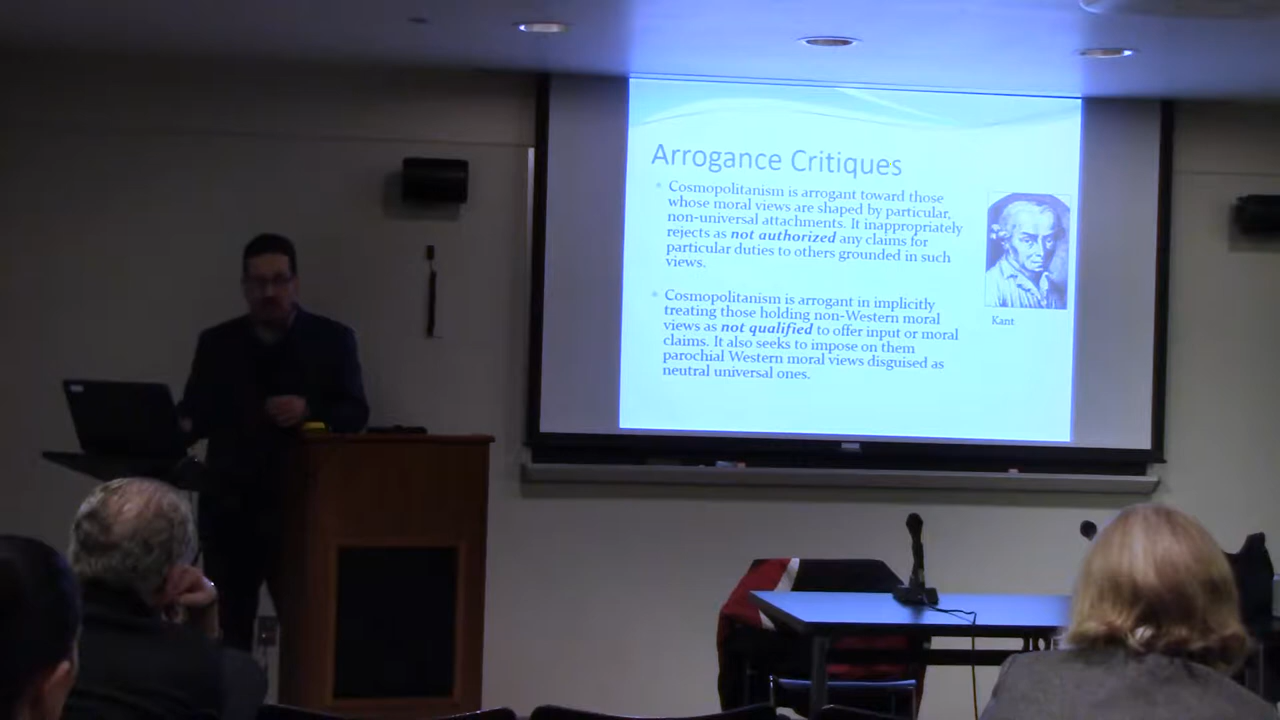 Arrogance Critiques
Cosmopolitanism is arrogant toward those
whose moral views are shaped by particular,
non-universal attachments. It inappropriately
rejects as not authorized any claims for
particular duties to others grounded in such
views.
Cosmopolitanism is arrogant in implicitly
treating those holding non-Western moral
views as not qualified to offer input or moral
claims. It also seeks to impose on them
parochial Western moral views disguised as
neutral universal ones.
Kant